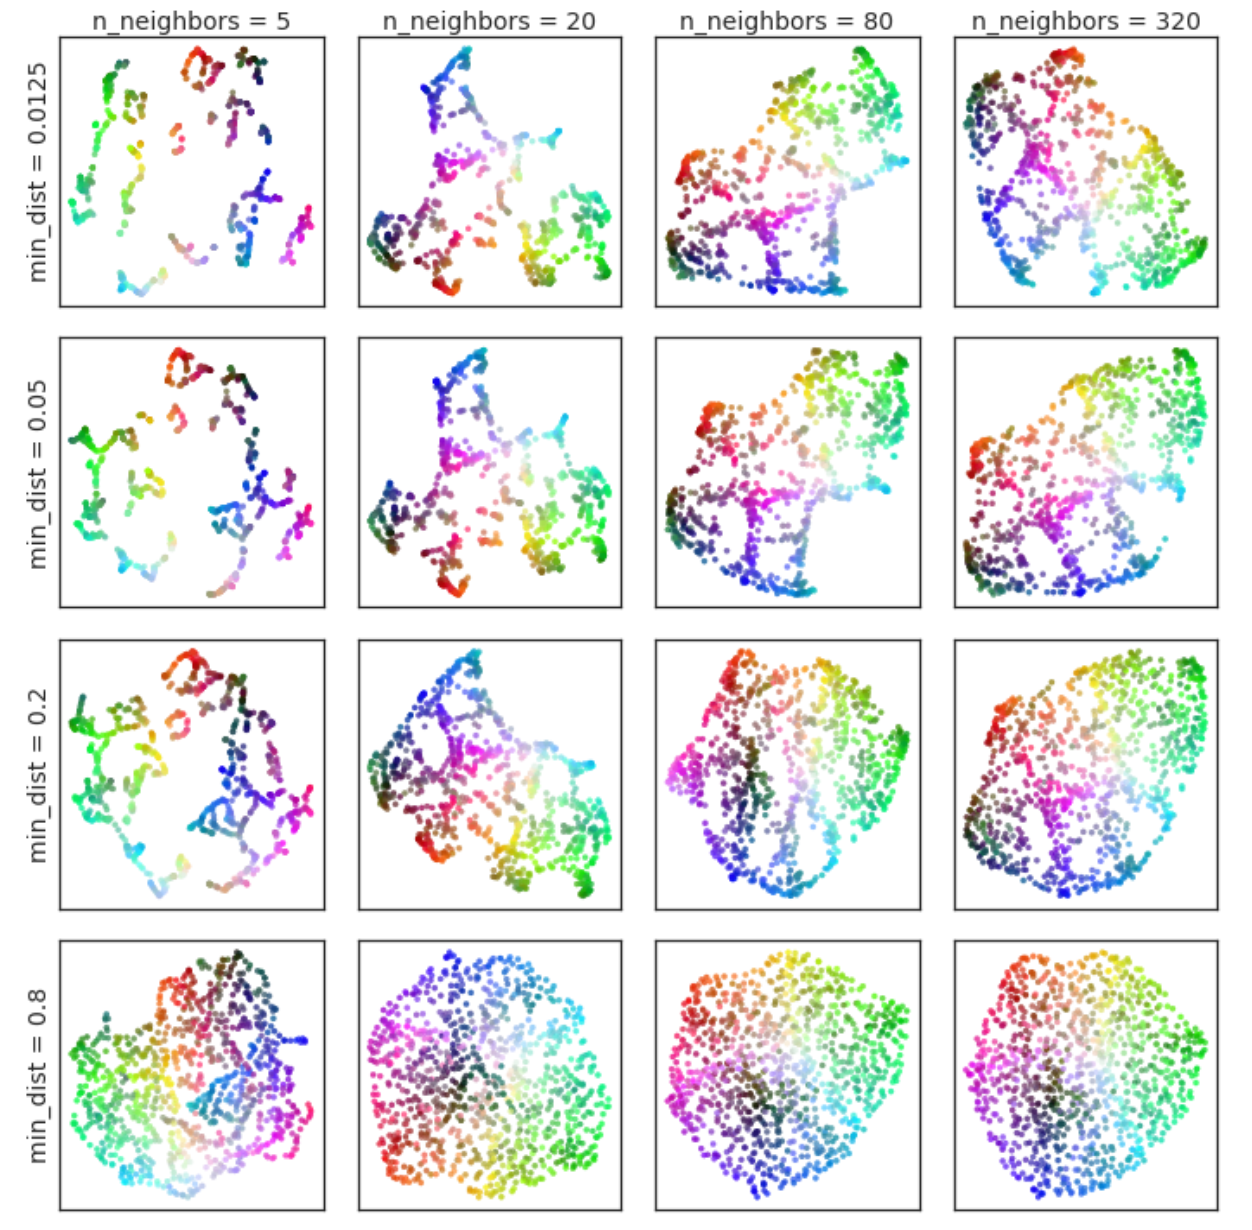 n_neighbors = 5
n_neighbors = 20
n_neighbors = 80
n_neighbors = 320
min_dist = 0.0125
min_dist = 0.05
min_dist = 0.2
min_dist = 0.8